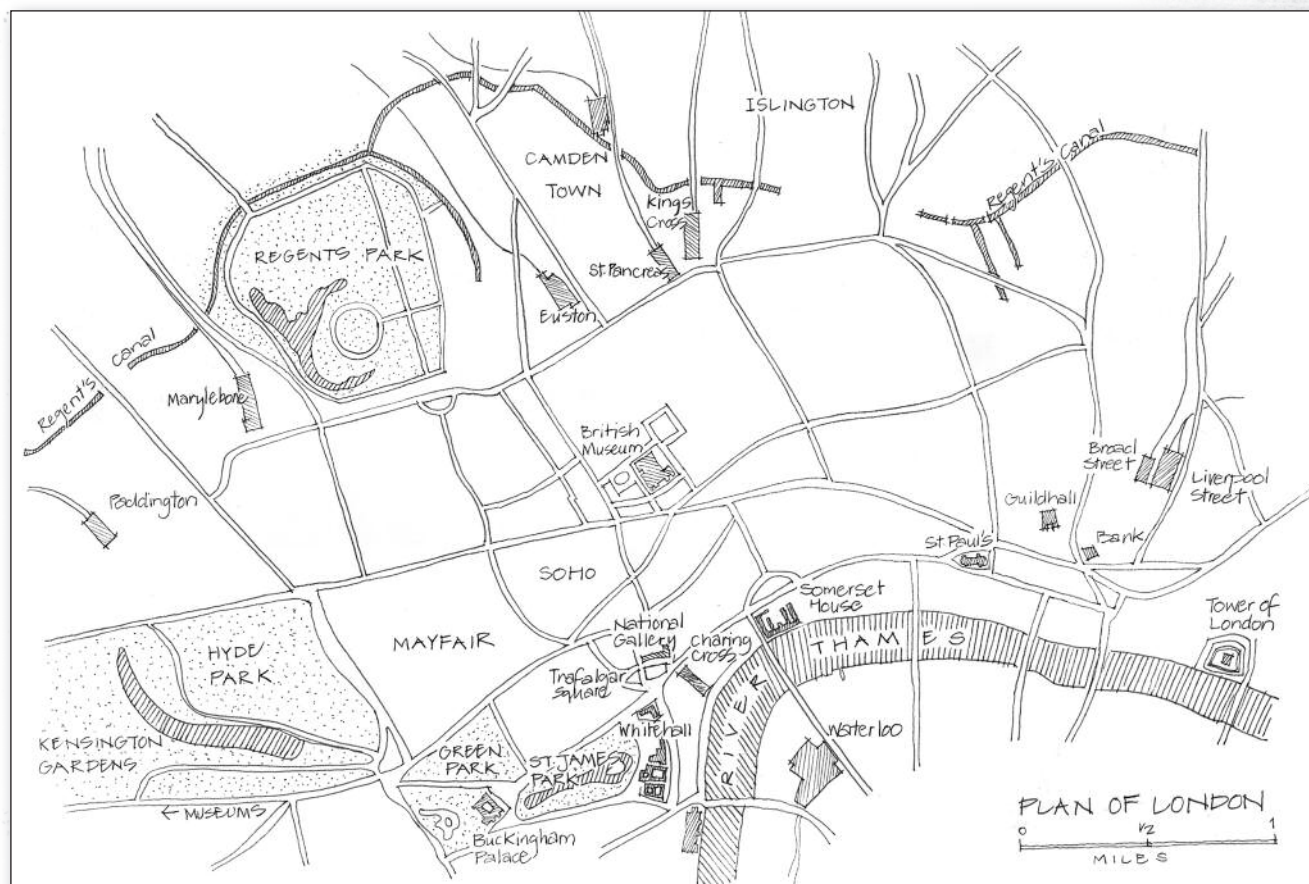 ISLINGTON
CAMDEN
TOWN
Regent's Canal
Kings
Cross
REGENTS PARK
St. Pancreas
Euston
Canal
Regent's
Marylebone
British
Museum
Broad
Street
Liverpool
Street
Paddington
Guildhall
Bank
St. Paul's
SOHO
Somerset
House
Tower of
London
National
Gallery
Charing
Cross
THAMES
MAYFAIR
HYDE
PARK
Trafalgar
Square
RIVER
Whitehall
Waterloo
KENSINGTON
GARDENS
GREEN
PARK
ST. JAMES
PARK
← MUSEUMS
Buckingham
Palace
PLAN OF LONDON
0 1/2 1
MILES